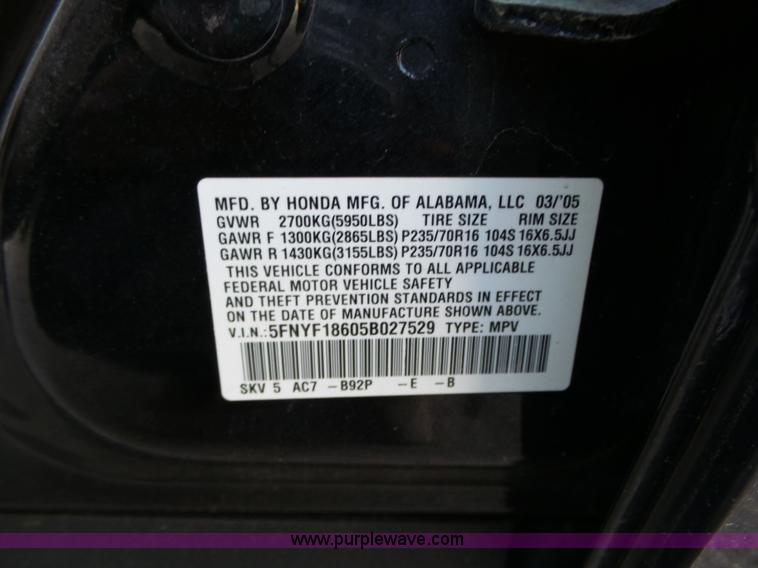 MFD. BY HONDA MFG. OF ALABAMA, LLC 03/'05
GVWR 2700KG(5950LBS) TIRE SIZE RIM SIZE
GAWR F 1300KG(2865LBS) P235/70R16 104S 16X6.5JJ
GAWR R 1430KG(3155LBS) P235/70R16 104S 16X6.5JJ
THIS VEHICLE CONFORMS TO ALL APPLICABLE
FEDERAL MOTOR VEHICLE SAFETY
AND THEFT PREVENTION STANDARDS IN EFFECT
ON THE DATE OF MANUFACTURE SHOWN ABOVE.
V.I.N.: 5FNYF18605B027529 TYPE: MPV
SKV 5 AC7 -B92P -E -B
www.purplewave.com